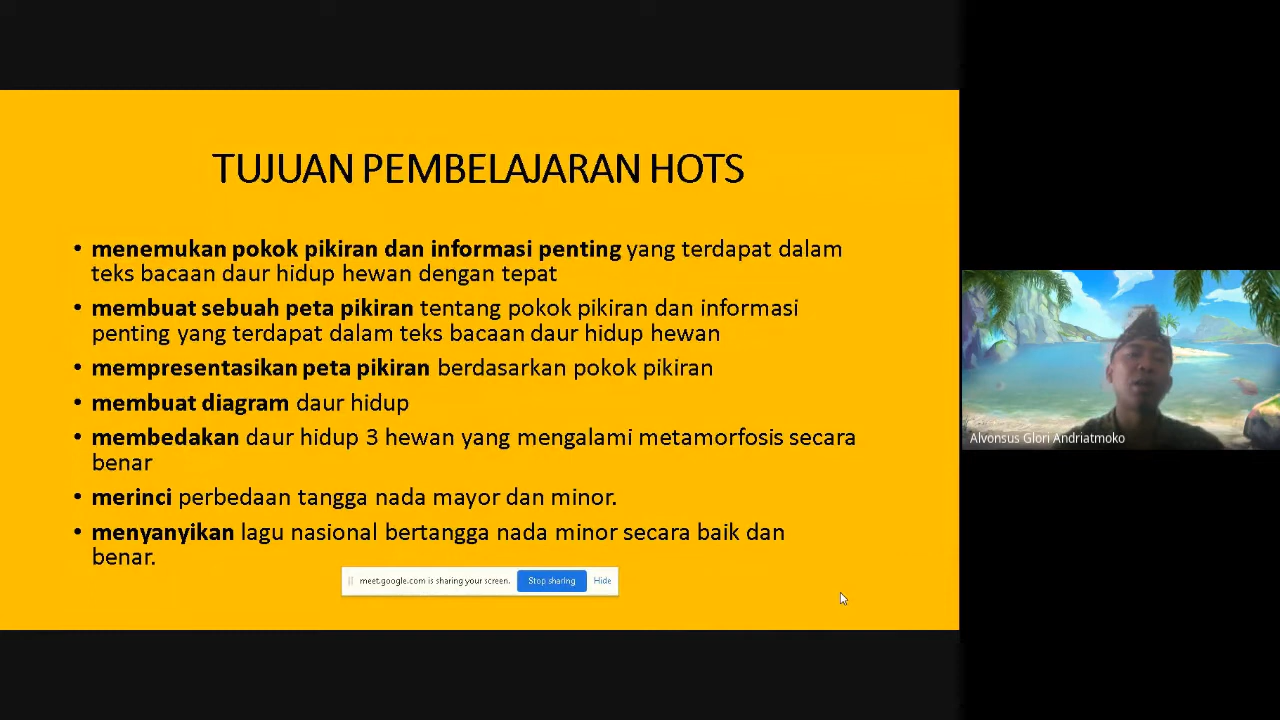 TUJUAN PEMBELAJARAN HOTS
• menemukan pokok pikiran dan informasi penting yang terdapat dalam
teks bacaan daur hidup hewan dengan tepat
• membuat sebuah peta pikiran tentang pokok pikiran dan informasi
penting yang terdapat dalam teks bacaan daur hidup hewan
• mempresentasikan peta pikiran berdasarkan pokok pikiran
• membuat diagram daur hidup
• membedakan daur hidup 3 hewan yang mengalami metamorfosis secara
benar
• merinci perbedaan tangga nada mayor dan minor.
• menyanyikan lagu nasional bertangga nada minor secara baik dan
benar.
meet.google.com is sharing your screen. Stop sharing Hide
Alvonsus Glori Andriatmoko